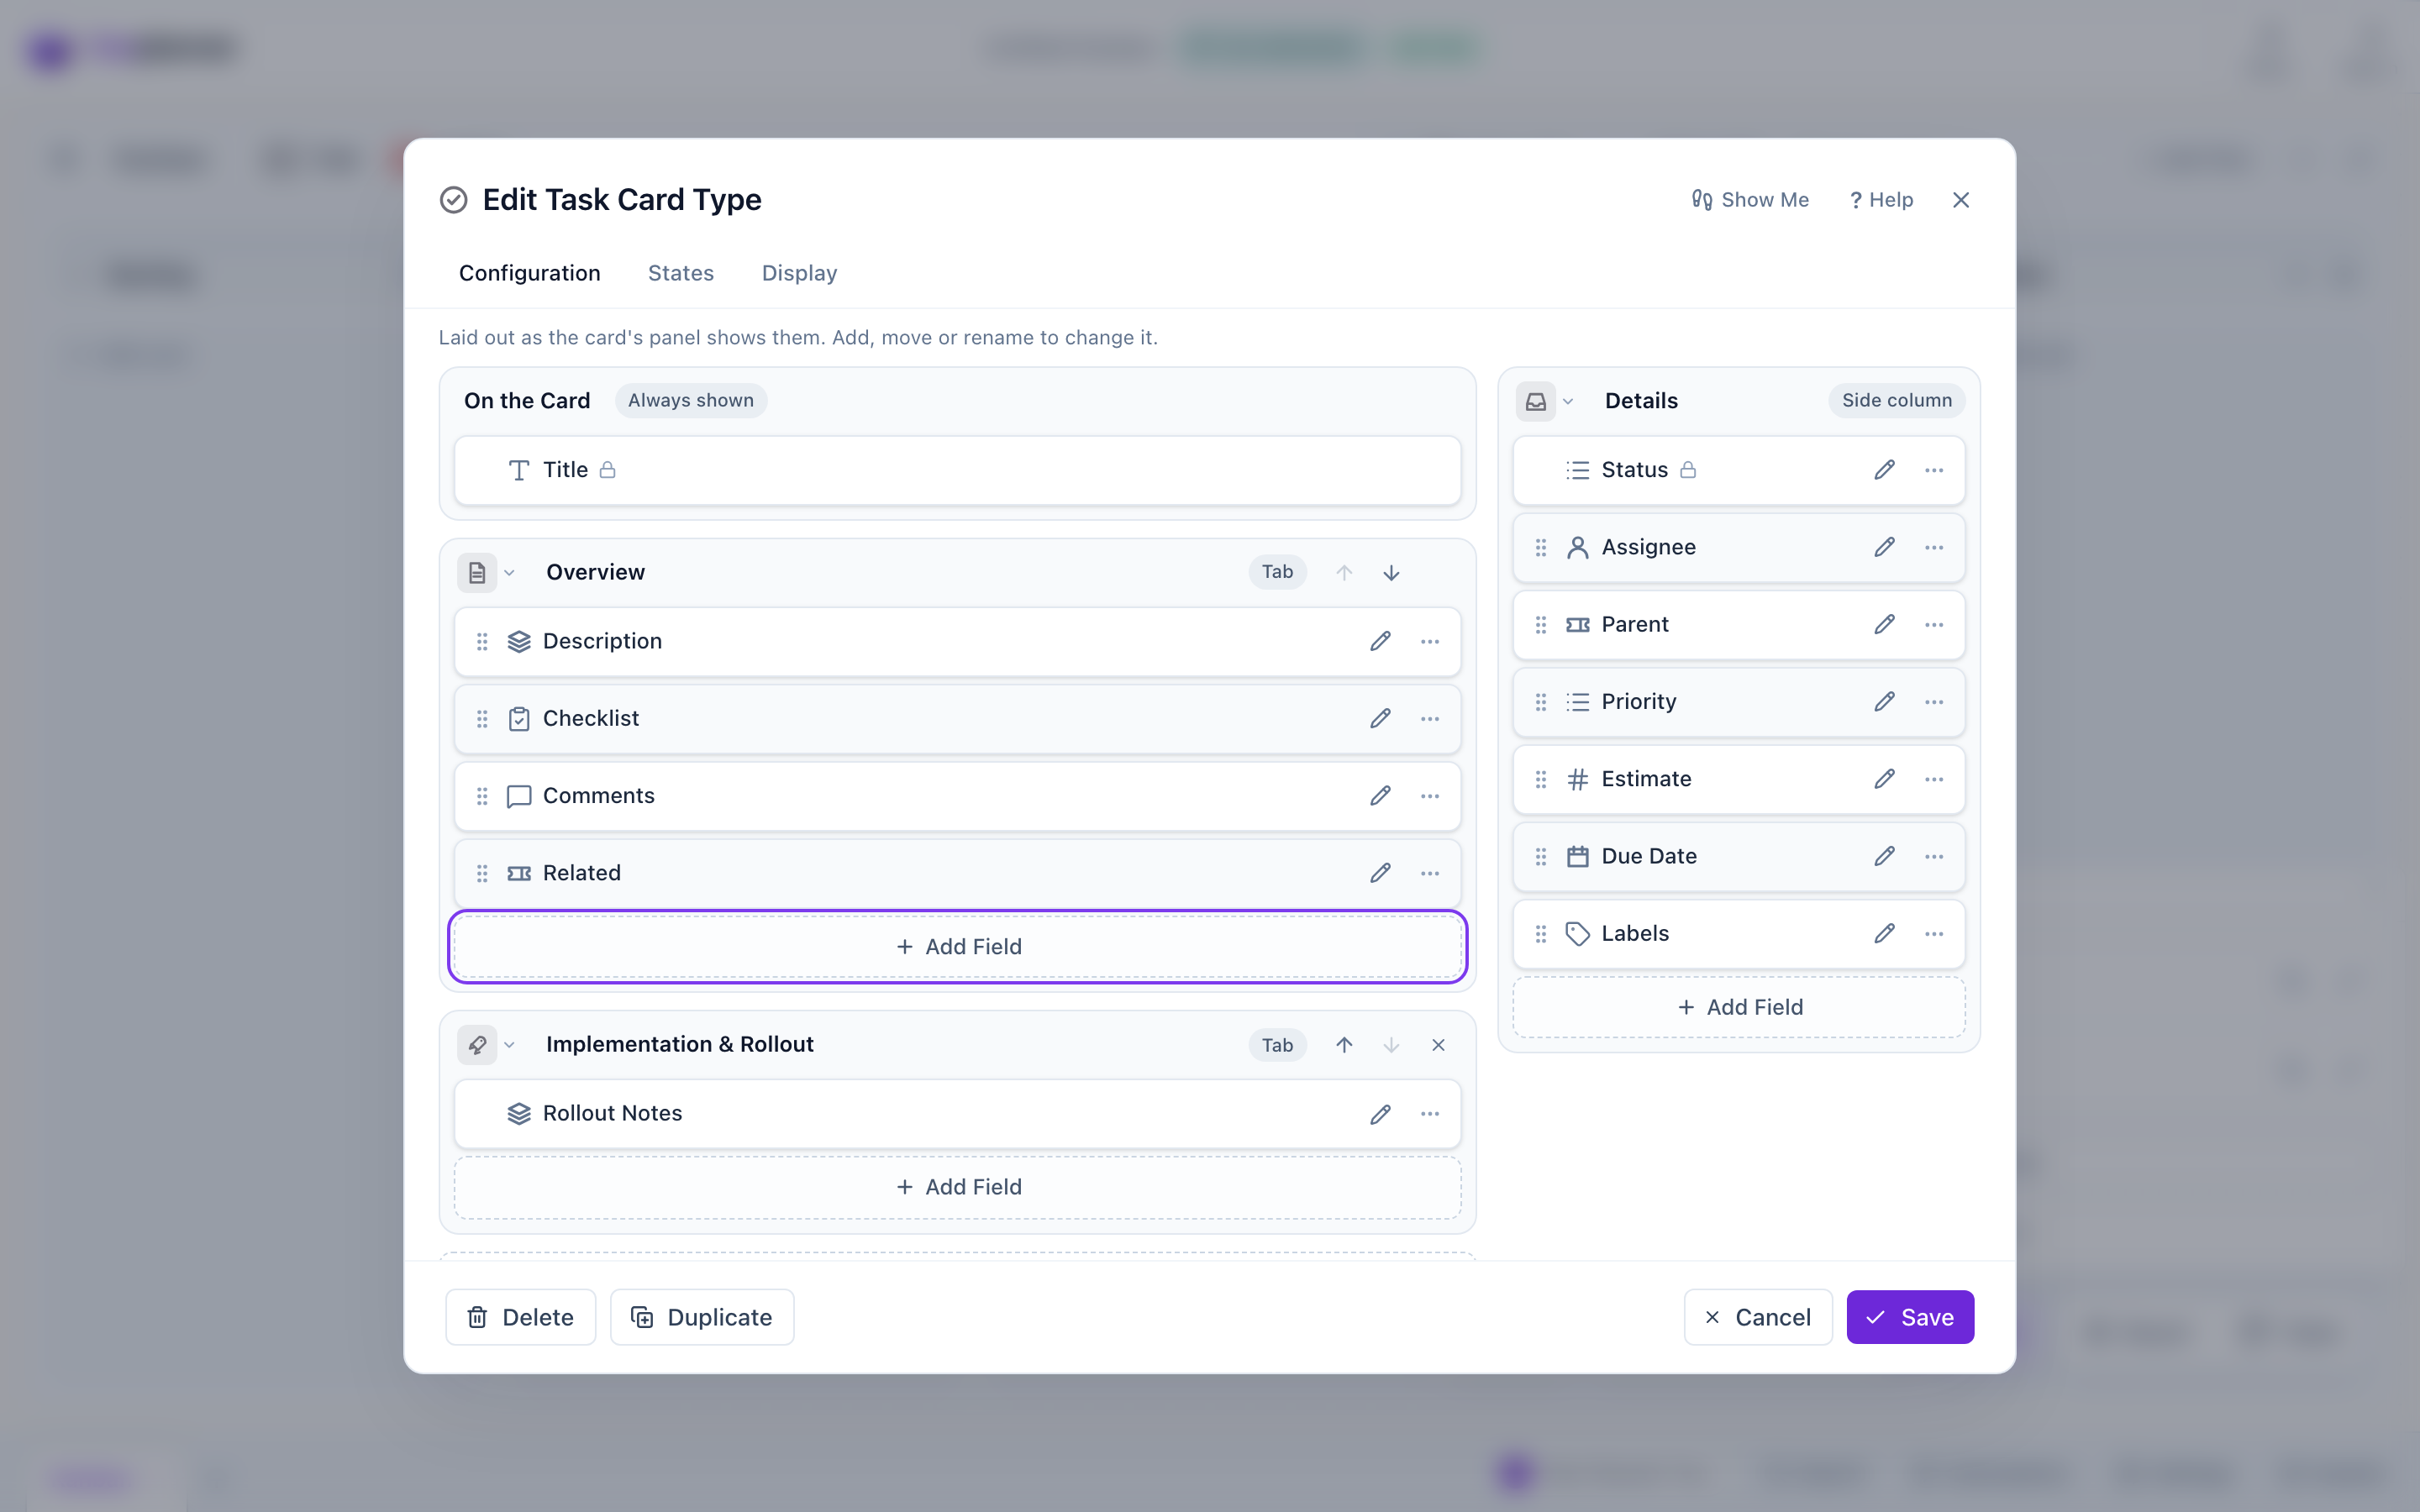 Edit Task Card Type
Show Me
? Help
Configuration
States
Display
Laid out as the card's panel shows them. Add, move or rename to change it.
On the Card
Always shown
Title
Overview
Tab
Description
Checklist
Comments
Related
+ Add Field
Implementation & Rollout
Tab
Rollout Notes
+ Add Field
Details
Side column
Status
Assignee
Parent
Priority
Estimate
Due Date
Labels
+ Add Field
Delete
Duplicate
Cancel
Save